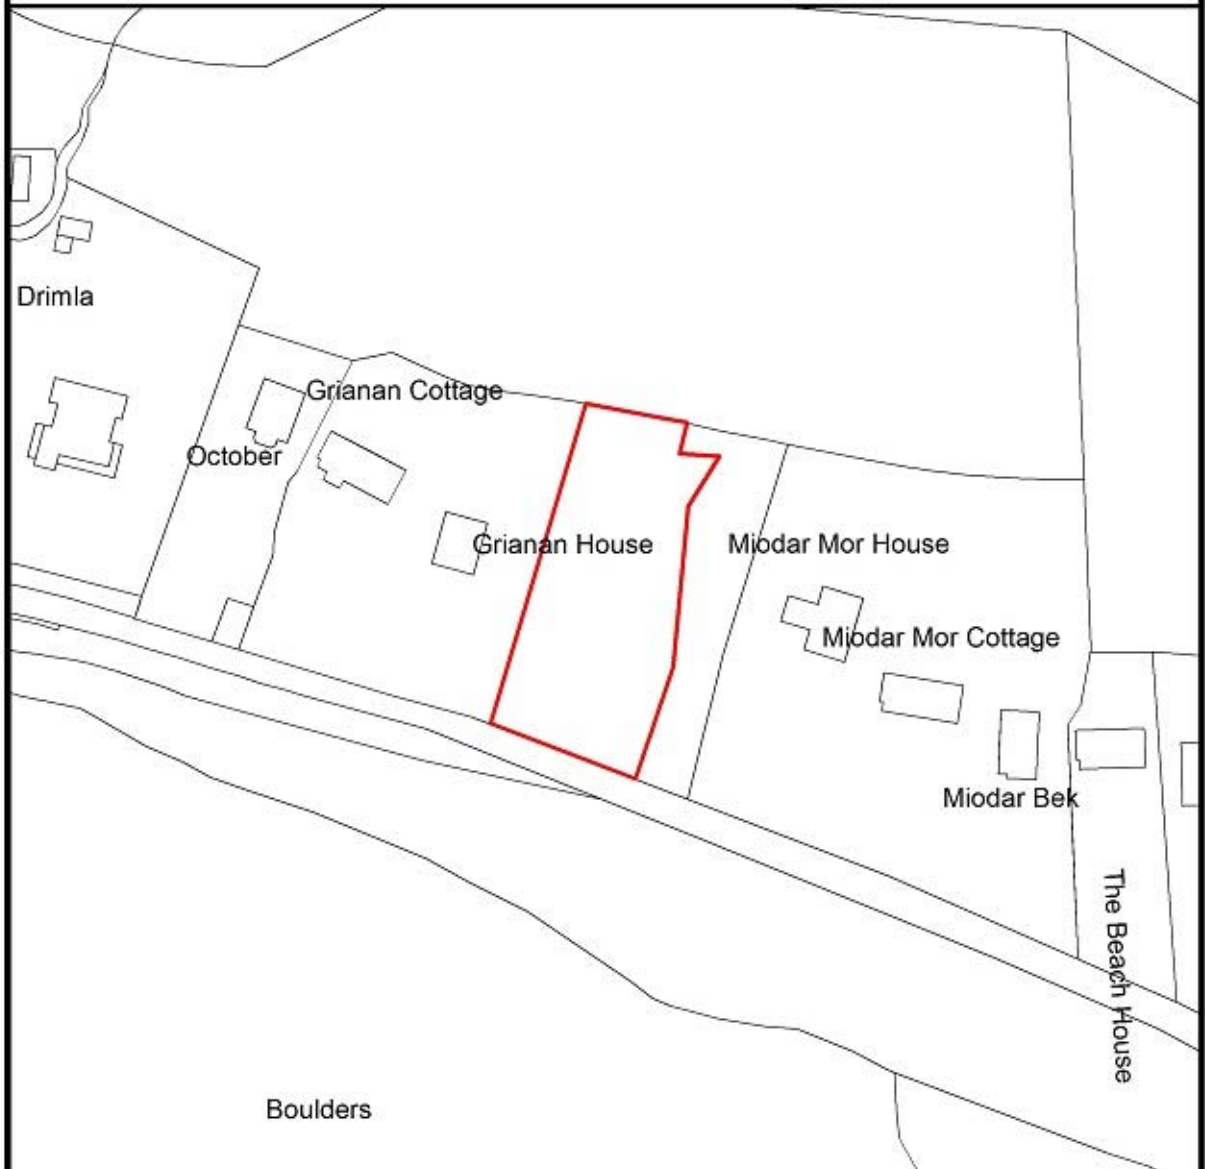 Drimla
Grianan Cottage
October
Grianan House
Miodar Mor House
Miodar Mor Cottage
Miodar Bek
The Beach House
Boulders